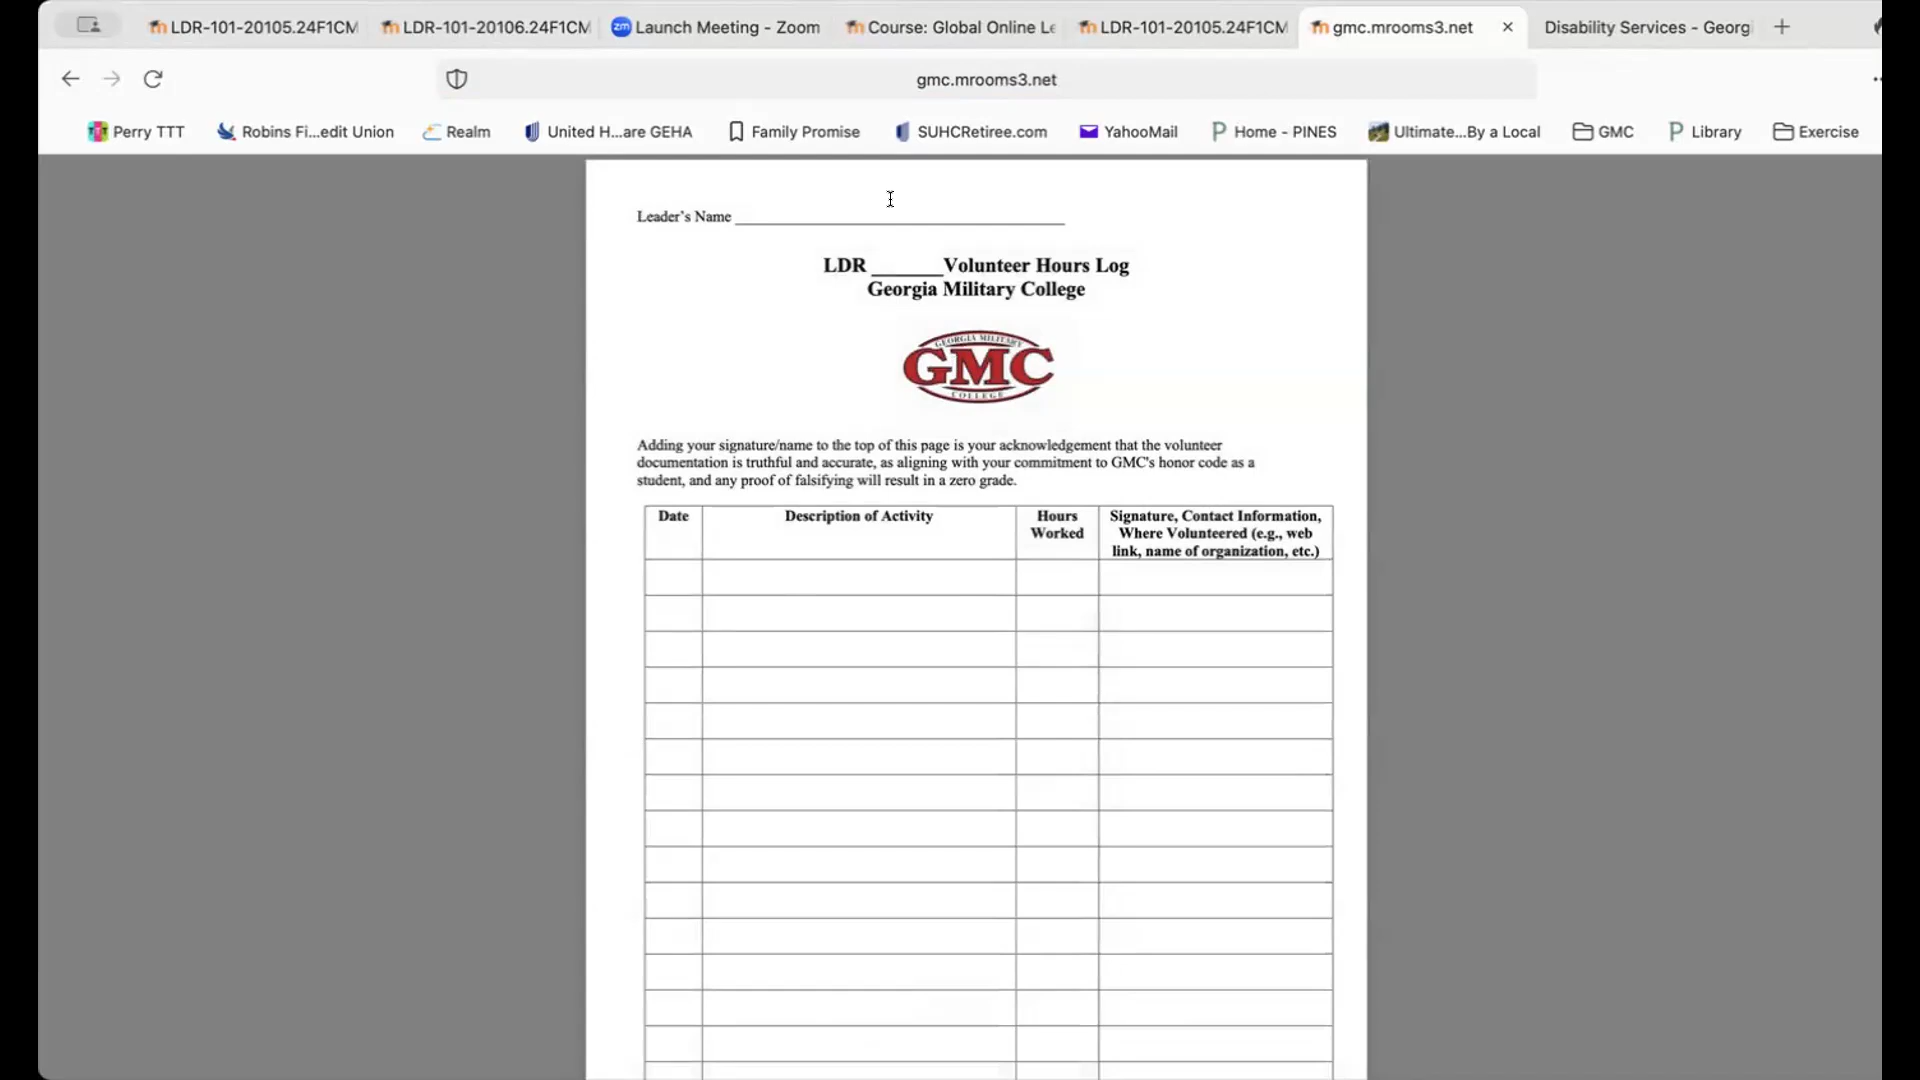 LDR-101-20105.24F1CM
LDR-101-20106.24F1CM
zm Launch Meeting - Zoom
Course: Global Online Le
LDR-101-20105.24F1CM
gmc.mrooms3.net
Disability Services - Georg
gmc.mrooms3.net
Perry TTT
Robins Fi...edit Union
Realm
United H...are GEHA
Family Promise
SUHCRetiree.com
YahooMail
Home - PINES
Ultimate...By a Local
GMC
Library
Exercise
Leader's Name ____________________
LDR ______Volunteer Hours Log
Georgia Military College
GEORGIA MILITARY
GMC
COLLEGE
Adding your signature/name to the top of this page is your acknowledgement that the volunteer
documentation is truthful and accurate, as aligning with your commitment to GMC's honor code as a
student, and any proof of falsifying will result in a zero grade.
Date
Description of Activity
Hours
Worked
Signature, Contact Information,
Where Volunteered (e.g., web
link, name of organization, etc.)